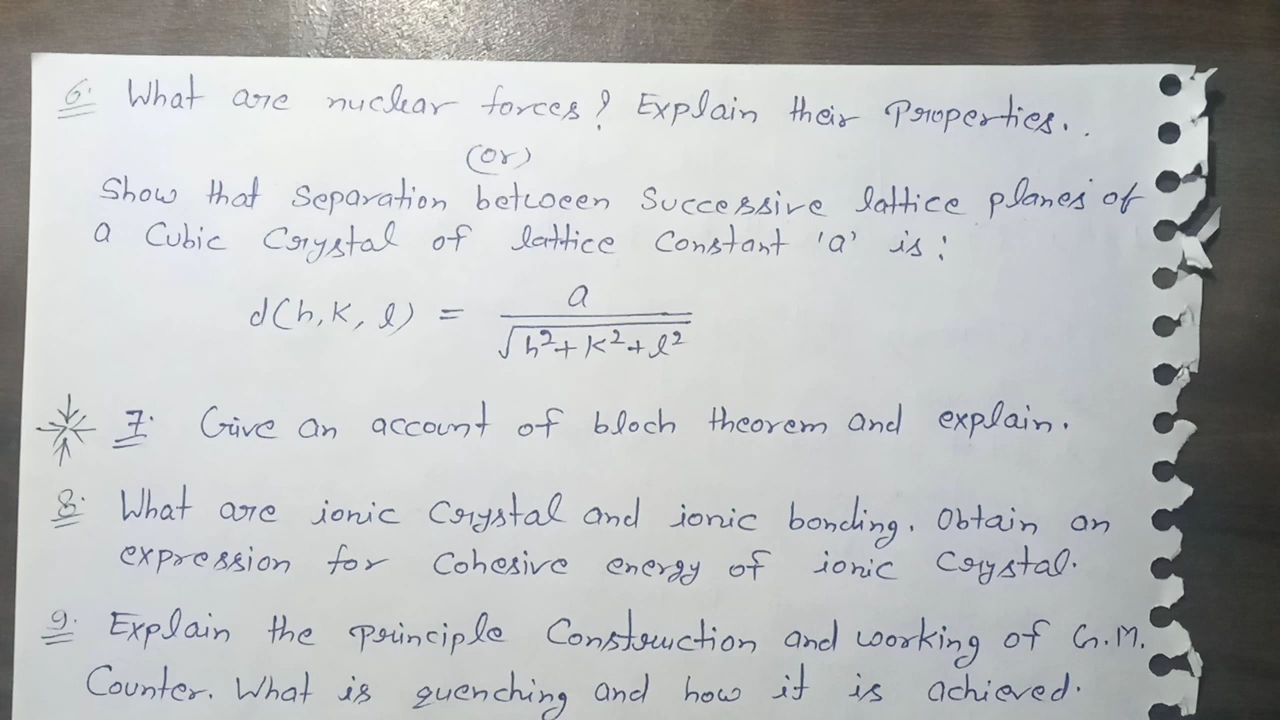 6. What are nuclear forces? Explain their Properties..
(or)
Show that separation between Successive lattice planes of
a Cubic Crystal of lattice Constant 'a' is:
d(h,k,l) = a / √h²+k²+l²
7. Give an account of bloch theorem and explain.
8. What are ionic Crystal and ionic bonding. Obtain an
expression for Cohesive energy of ionic Crystal.
9. Explain the principle Construction and working of G.M.
Counter. What is quenching and how it is achieved.